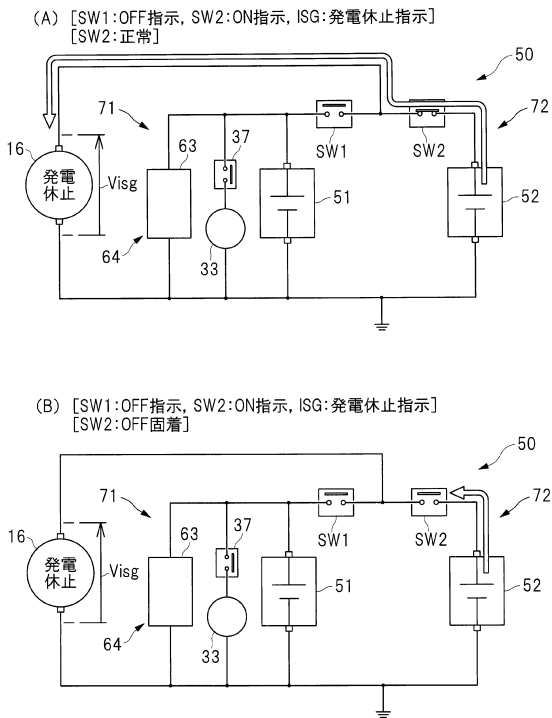 (A) [SW1:OFF指示, SW2:ON指示, ISG:発電休止指示]
[SW2:正常]
50
71
72
16
63
37
SW1
SW2
発電
休止
Visg
51
52
64
33
(B) [SW1:OFF指示, SW2:ON指示, ISG:発電休止指示]
[SW2:OFF固着]
50
71
72
16
63
37
SW1
SW2
発電
休止
Visg
51
52
64
33